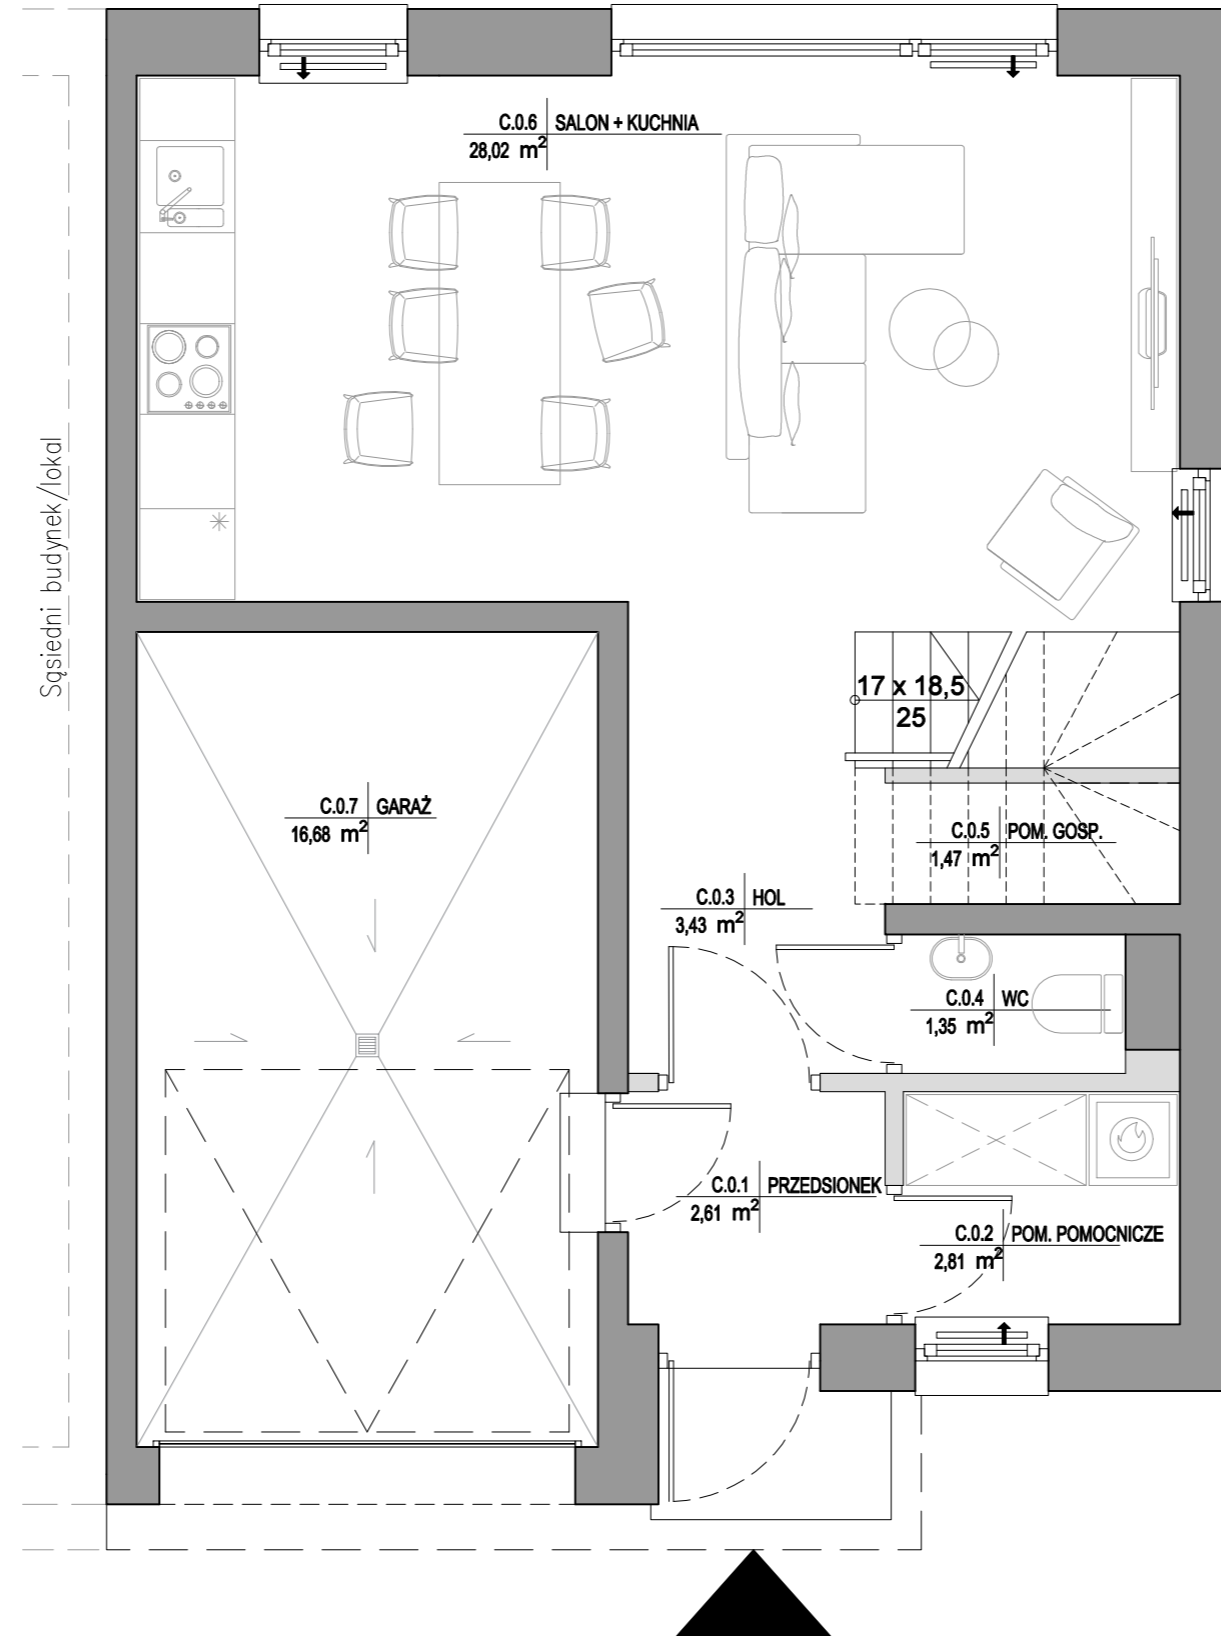 C.0.6 SALON + KUCHNIA
28,02 m²
Sąsiedni budynek/lokal
17 x 18,5
25
C.0.7 GARAŻ
16,68 m²
C.0.5 POM. GOSP.
1,47 m²
C.0.3 HOL
3,43 m²
C.0.4 WC
1,35 m²
C.0.1 PRZEDSIONEK
2,61 m²
C.0.2 POM. POMOCNICZE
2,81 m²